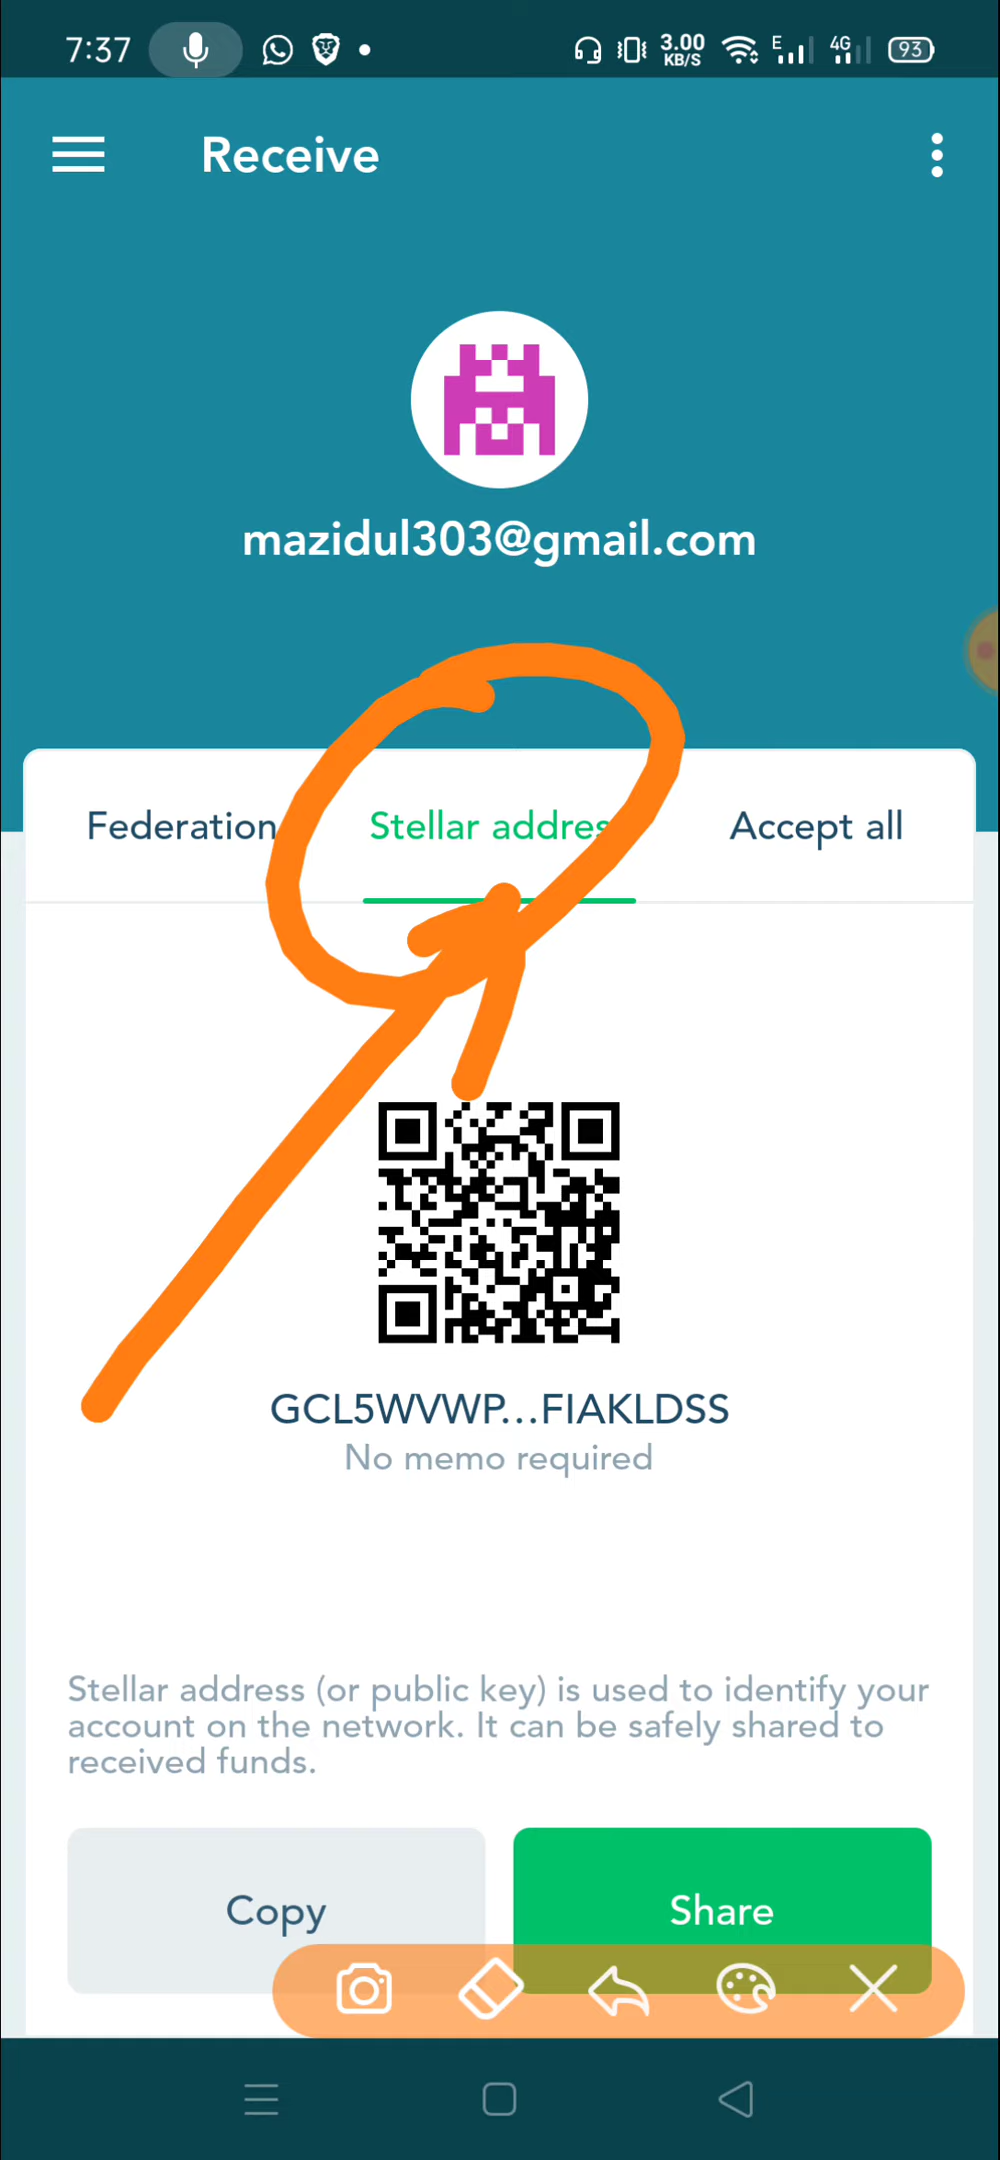 7:37
3.00 KB/S
E
4G
93
Receive
mazidul303@gmail.com
Federation
Stellar addres
Accept all
GCL5WVWP...FIAKLDSS
No memo required
Stellar address (or public key) is used to identify your
account on the network. It can be safely shared to
received funds.
Copy
Share